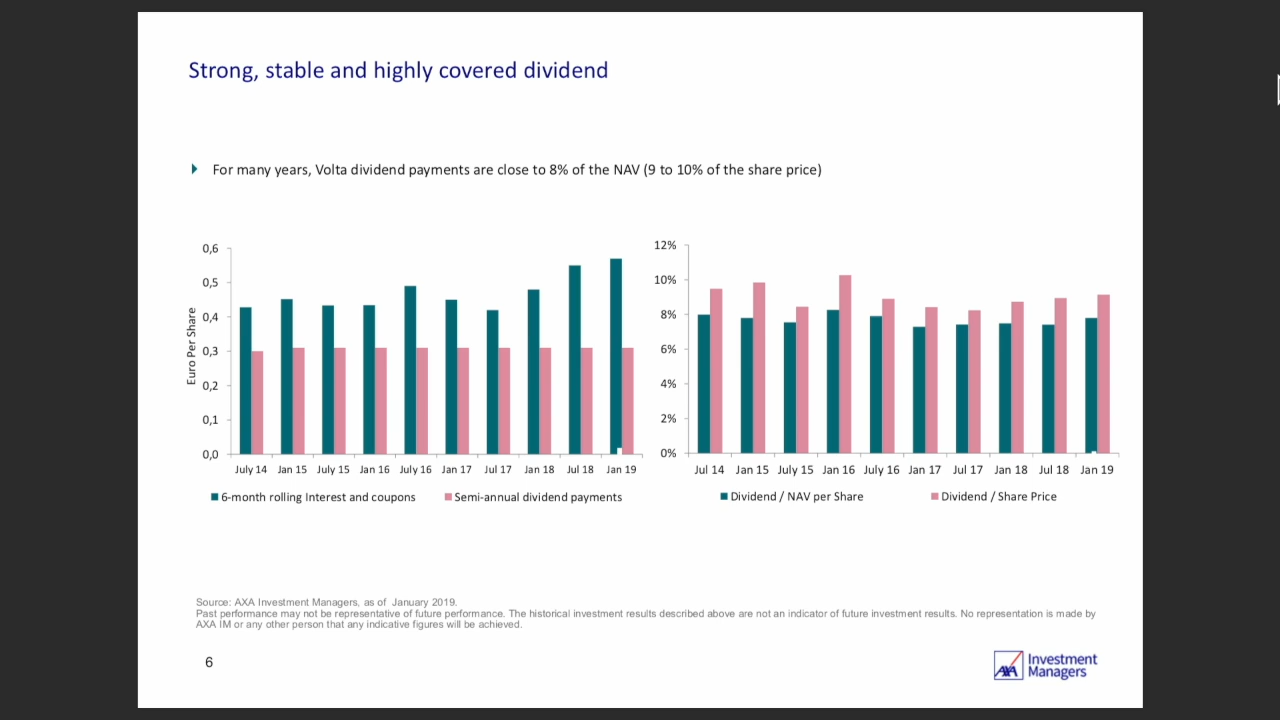 Strong, stable and highly covered dividend
For many years, Volta dividend payments are close to 8% of the NAV (9 to 10% of the share price)
Euro Per Share
0,6
0,5
0,4
0,3
0,2
0,1
0,0
July 14 Jan 15 July 15 Jan 16 July 16 Jan 17 Jul 17 Jan 18 Jul 18 Jan 19
6-month rolling Interest and coupons Semi-annual dividend payments
12%
10%
8%
6%
4%
2%
0%
Jul 14 Jan 15 July 15 Jan 16 July 16 Jan 17 Jul 17 Jan 18 Jul 18 Jan 19
Dividend / NAV per Share Dividend / Share Price
Source: AXA Investment Managers, as of January 2019.
Past performance may not be representative of future performance. The historical investment results described above are not an indicator of future investment results. No representation is made by
AXA IM or any other person that any indicative figures will be achieved.
6
AXA
Investment
Managers